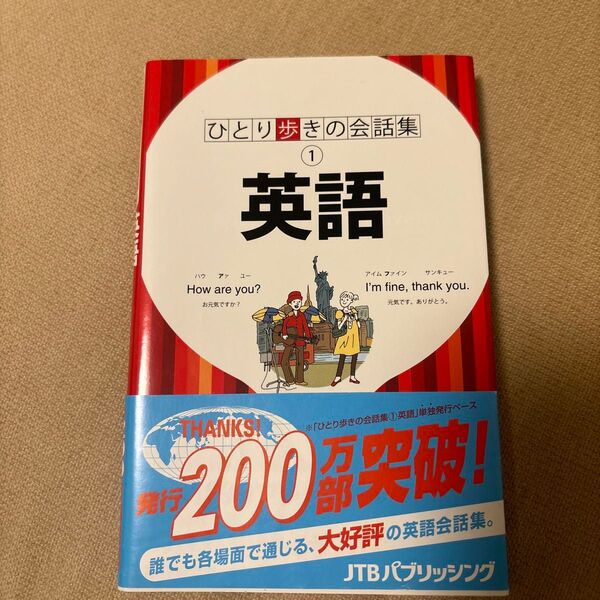 ひとり歩きの会話集
①
英語
ハウ アァ ユー
How are you?
お元気ですか?
アイム ファイン サンキュー
I'm fine, thank you.
元気です。ありがとう。
THANKS!
※「ひとり歩きの会話集①英語」単独発行ベース
発行200万部突破!
誰でも各場面で通じる、大好評の英語会話集。
JTBパブリッシング